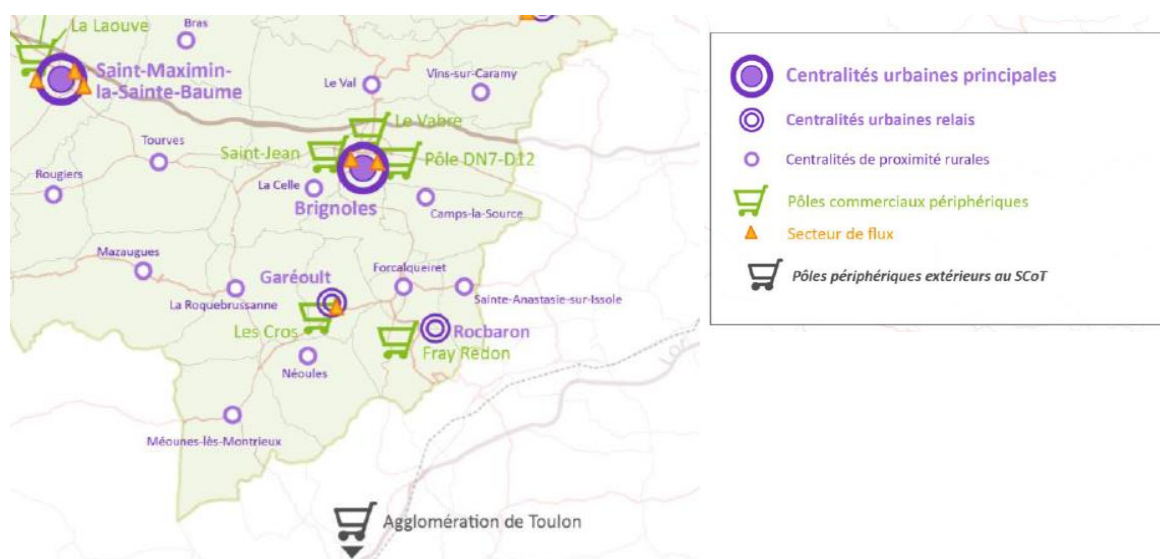 La Laouve
Bras
Saint-Maximin-
la-Sainte-Baume
Le Val
Vins-sur-Caramy
Le Vabre
Tourves
Saint-Jean
Pôle DN7-D12
Rougiers
La Celle
Brignoles
Camps-la-Source
Mazaugues
Garéoult
Forcalqueiret
La Roquebrussanne
Sainte-Anastasie-sur-Issole
Les Cros
Rocbaron
Fray Redon
Néoules
Méounes-lès-Montrieux
Agglomération de Toulon
Centralités urbaines principales
Centralités urbaines relais
Centralités de proximité rurales
Pôles commerciaux périphériques
Secteur de flux
Pôles périphériques extérieurs au SCoT